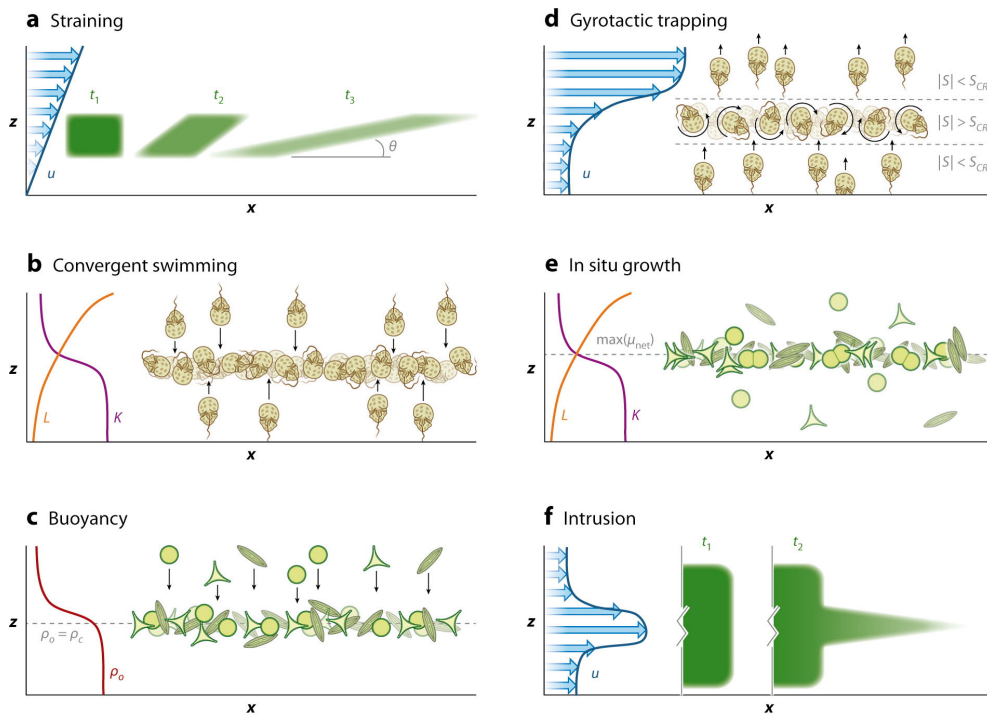 a Straining
t1
t2
t3
z
θ
u
x
b Convergent swimming
z
L
K
x
c Buoyancy
z
ρo = ρc
ρo
x
d Gyrotactic trapping
|S| < SCR
z
|S| > SCR
|S| < SCR
u
x
e In situ growth
max(μnet)
z
L
K
x
f Intrusion
t1
t2
z
u
x